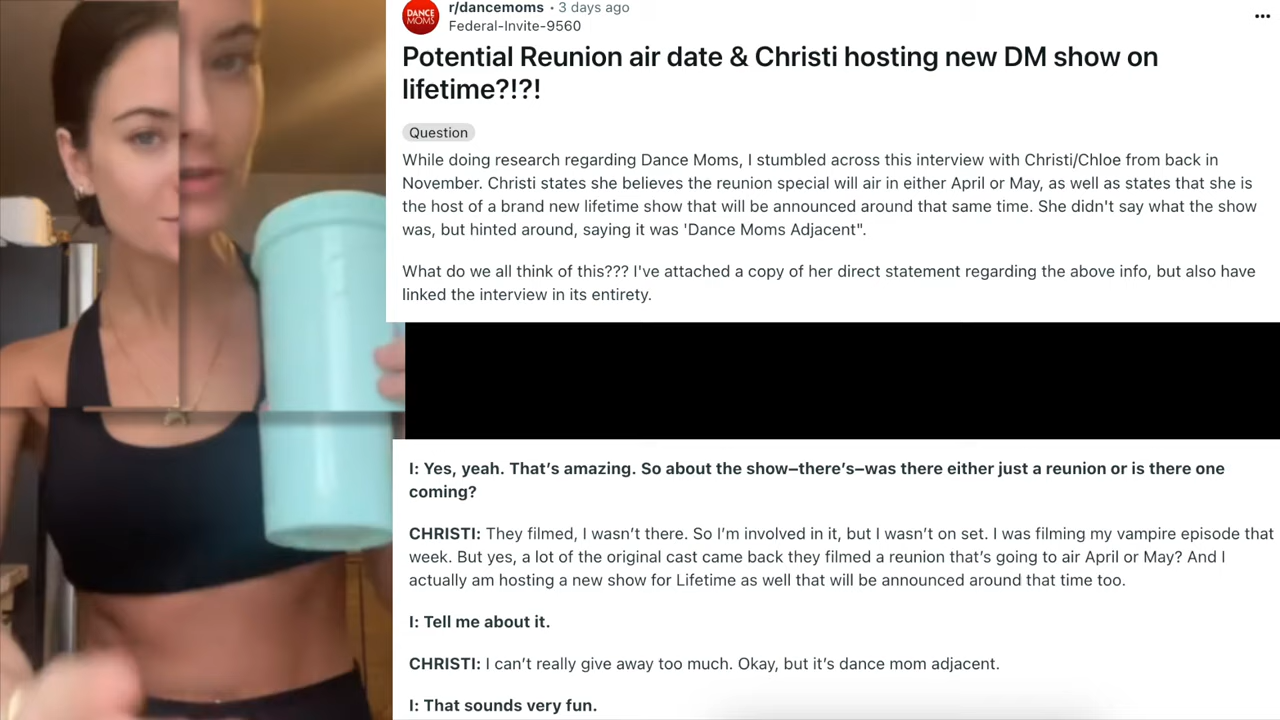 DANCE
MOMS
r/dancemoms • 3 days ago
Federal-Invite-9560
Potential Reunion air date & Christi hosting new DM show on
lifetime?!?!
Question
While doing research regarding Dance Moms, I stumbled across this interview with Christi/Chloe from back in
November. Christi states she believes the reunion special will air in either April or May, as well as states that she is
the host of a brand new lifetime show that will be announced around that same time. She didn't say what the show
was, but hinted around, saying it was 'Dance Moms Adjacent".
What do we all think of this??? I've attached a copy of her direct statement regarding the above info, but also have
linked the interview in its entirety.
I: Yes, yeah. That’s amazing. So about the show–there’s–was there either just a reunion or is there one
coming?
CHRISTI: They filmed, I wasn’t there. So I’m involved in it, but I wasn’t on set. I was filming my vampire episode that
week. But yes, a lot of the original cast came back they filmed a reunion that’s going to air April or May? And I
actually am hosting a new show for Lifetime as well that will be announced around that time too.
I: Tell me about it.
CHRISTI: I can’t really give away too much. Okay, but it’s dance mom adjacent.
I: That sounds very fun.